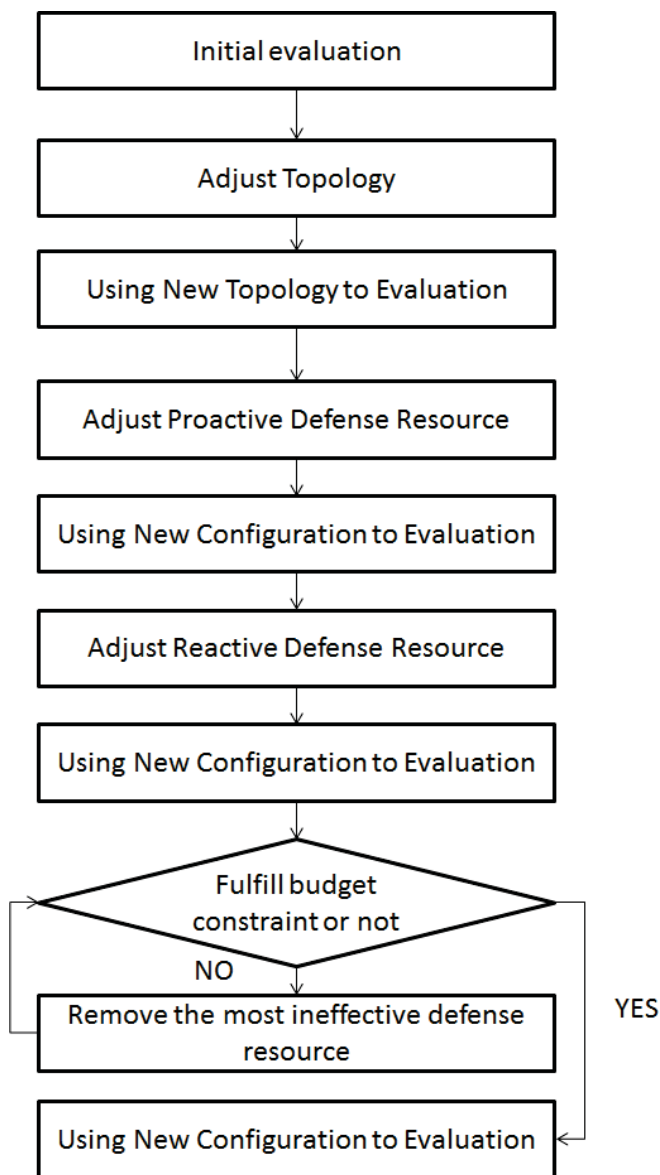 Initial evaluation
Adjust Topology
Using New Topology to Evaluation
Adjust Proactive Defense Resource
Using New Configuration to Evaluation
Adjust Reactive Defense Resource
Using New Configuration to Evaluation
Fulfill budget
constraint or not
NO
Remove the most ineffective defense
resource
YES
Using New Configuration to Evaluation